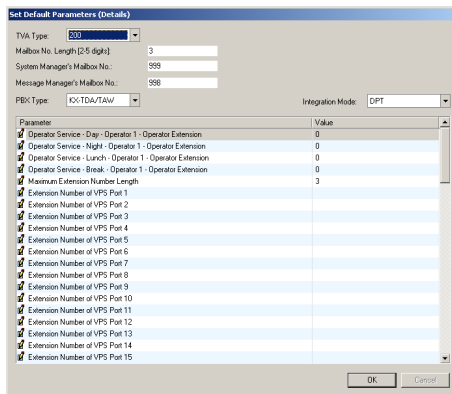 Set Default Parameters (Details)
TVA Type: 200
Mailbox No. Length [2-5 digits]: 3
System Manager's Mailbox No.: 999
Message Manager's Mailbox No.: 998
PBX Type: KX-TDA/TAW Integration Mode: DPT
Parameter Value
Operator Service - Day - Operator 1 - Operator Extension 0
Operator Service - Night - Operator 1 - Operator Extension 0
Operator Service - Lunch - Operator 1 - Operator Extension 0
Operator Service - Break - Operator 1 - Operator Extension 0
Maximum Extension Number Length 3
Extension Number of VPS Port 1
Extension Number of VPS Port 2
Extension Number of VPS Port 3
Extension Number of VPS Port 4
Extension Number of VPS Port 5
Extension Number of VPS Port 6
Extension Number of VPS Port 7
Extension Number of VPS Port 8
Extension Number of VPS Port 9
Extension Number of VPS Port 10
Extension Number of VPS Port 11
Extension Number of VPS Port 12
Extension Number of VPS Port 13
Extension Number of VPS Port 14
Extension Number of VPS Port 15
OK Cancel